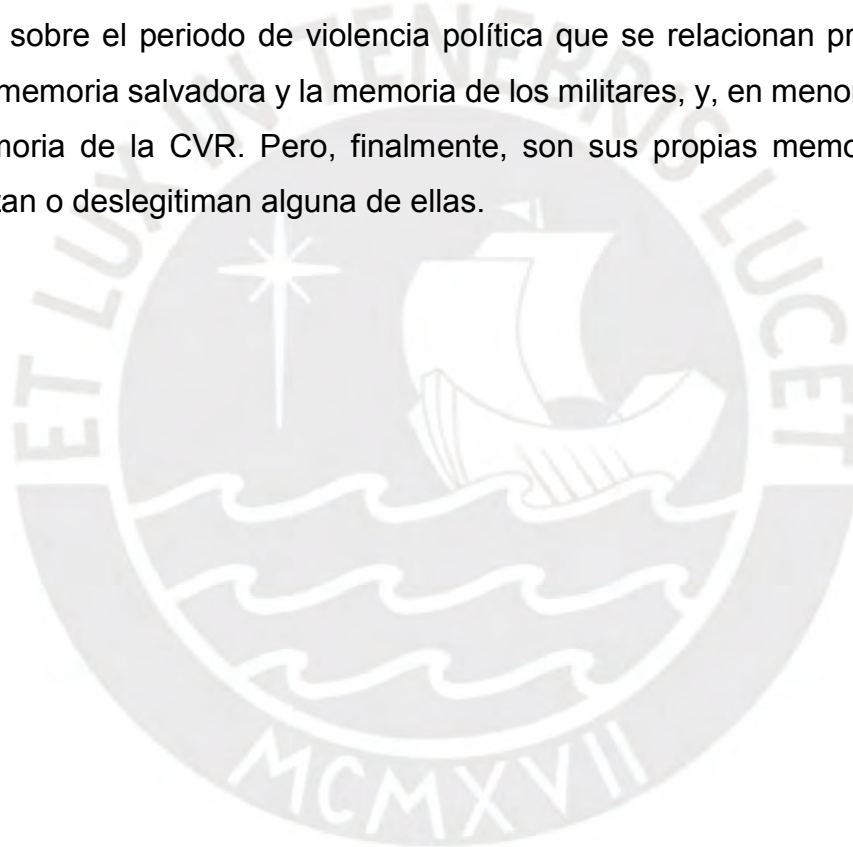 sobre el periodo de violencia política que se relacionan pr
memoria salvadora y la memoria de los militares, y, en menor
moria de la CVR. Pero, finalmente, son sus propias memo
tan o deslegitiman alguna de ellas.
ET LUX IN TENEBRIS LUCET
MCMXVII